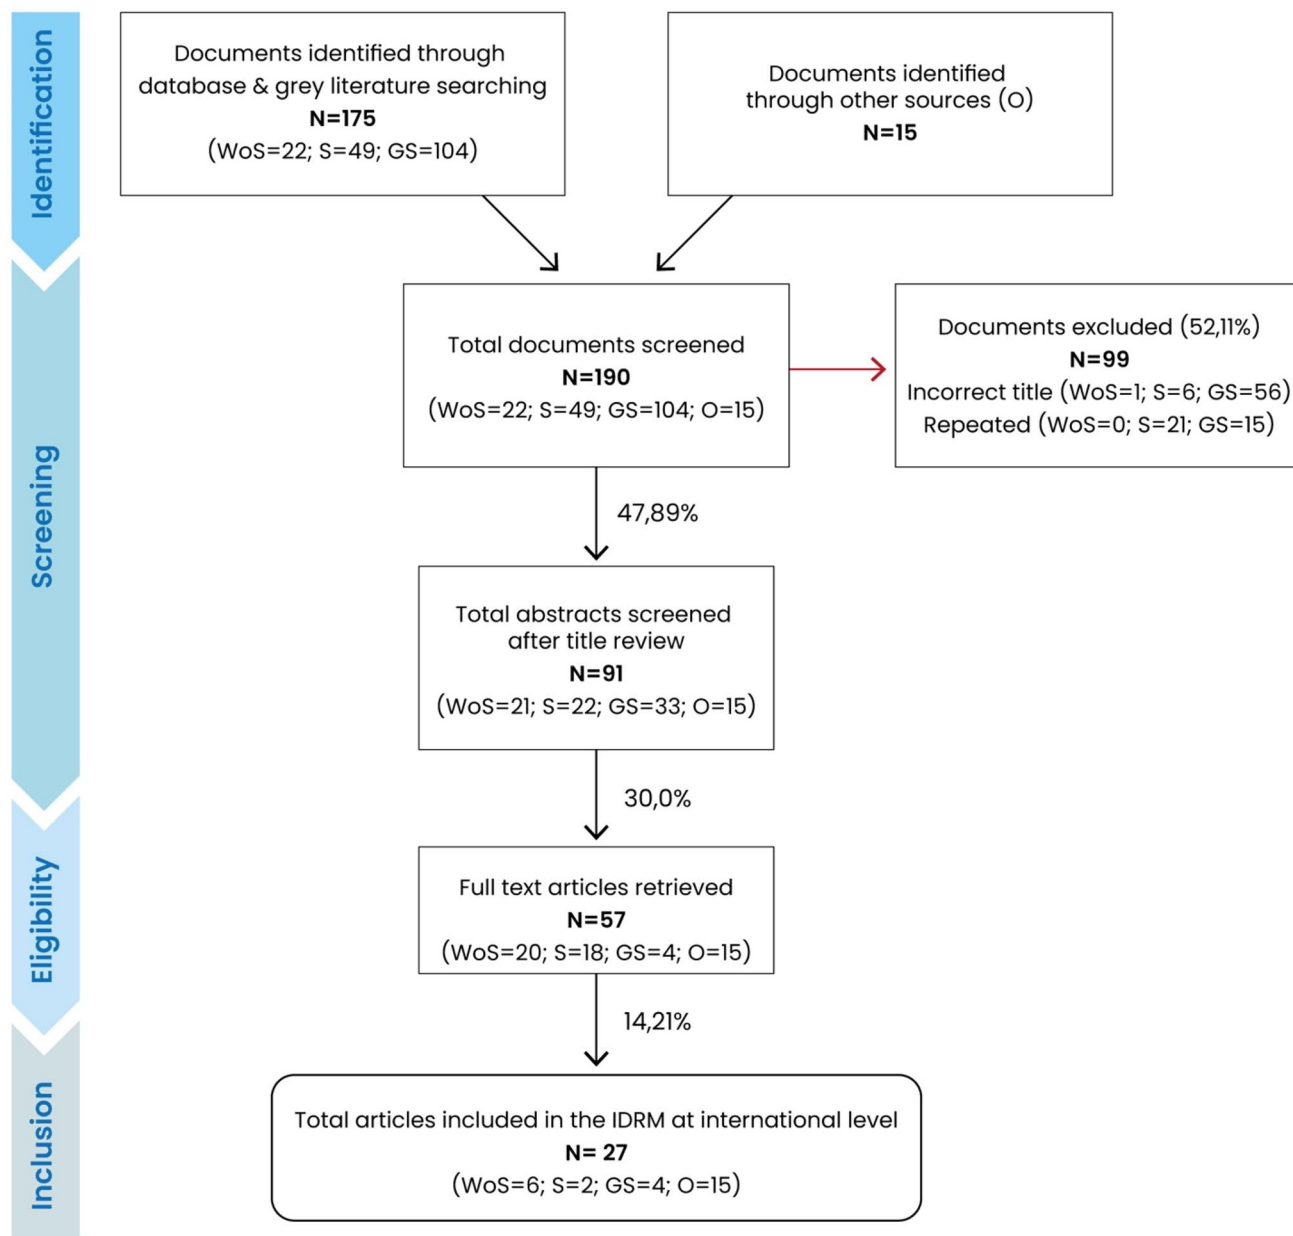 Identification
Documents identified through
database & grey literature searching
N=175
(WoS=22; S=49; GS=104)
Documents identified
through other sources (O)
N=15
Screening
Total documents screened
N=190
(WoS=22; S=49; GS=104; O=15)
Documents excluded (52,11%)
N=99
Incorrect title (WoS=1; S=6; GS=56)
Repeated (WoS=0; S=21; GS=15)
47,89%
Total abstracts screened
after title review
N=91
(WoS=21; S=22; GS=33; O=15)
30,0%
Eligibility
Full text articles retrieved
N=57
(WoS=20; S=18; GS=4; O=15)
14,21%
Inclusion
Total articles included in the IDRM at international level
N= 27
(WoS=6; S=2; GS=4; O=15)